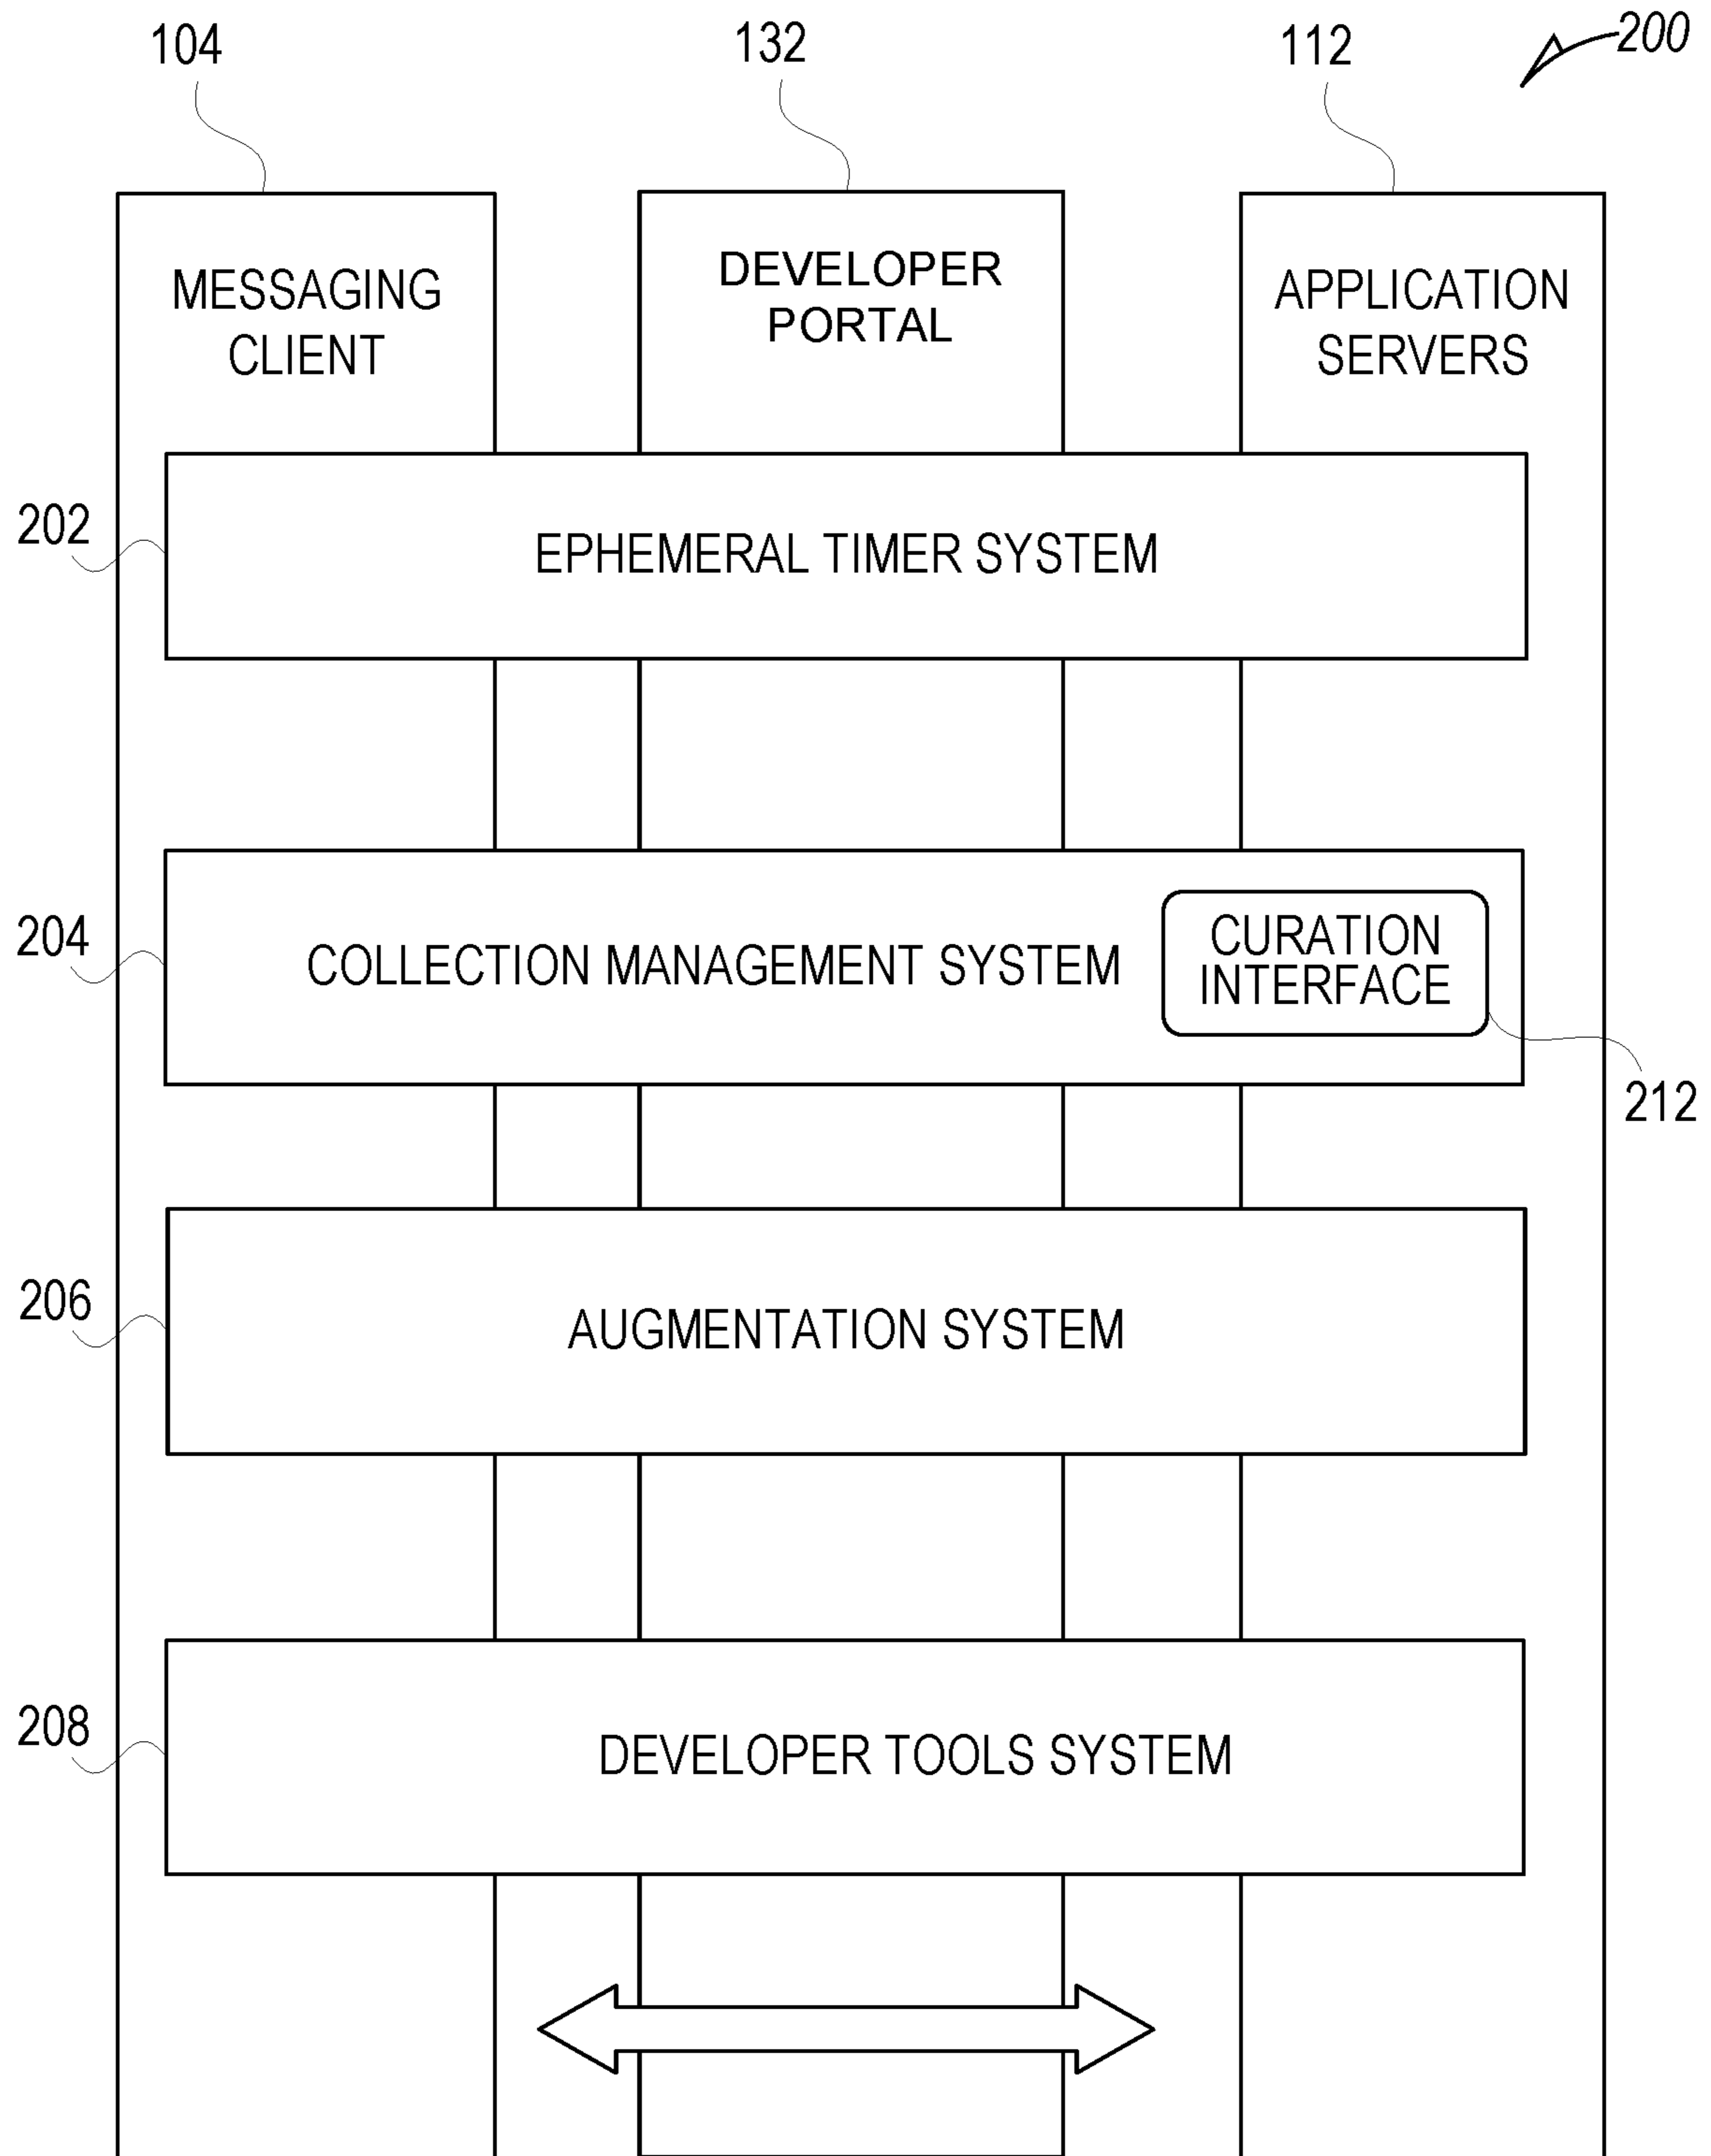 104
132
112
200
MESSAGING
CLIENT
DEVELOPER
PORTAL
APPLICATION
SERVERS
202
EPHEMERAL TIMER SYSTEM
204
COLLECTION MANAGEMENT SYSTEM
CURATION
INTERFACE
212
206
AUGMENTATION SYSTEM
208
DEVELOPER TOOLS SYSTEM